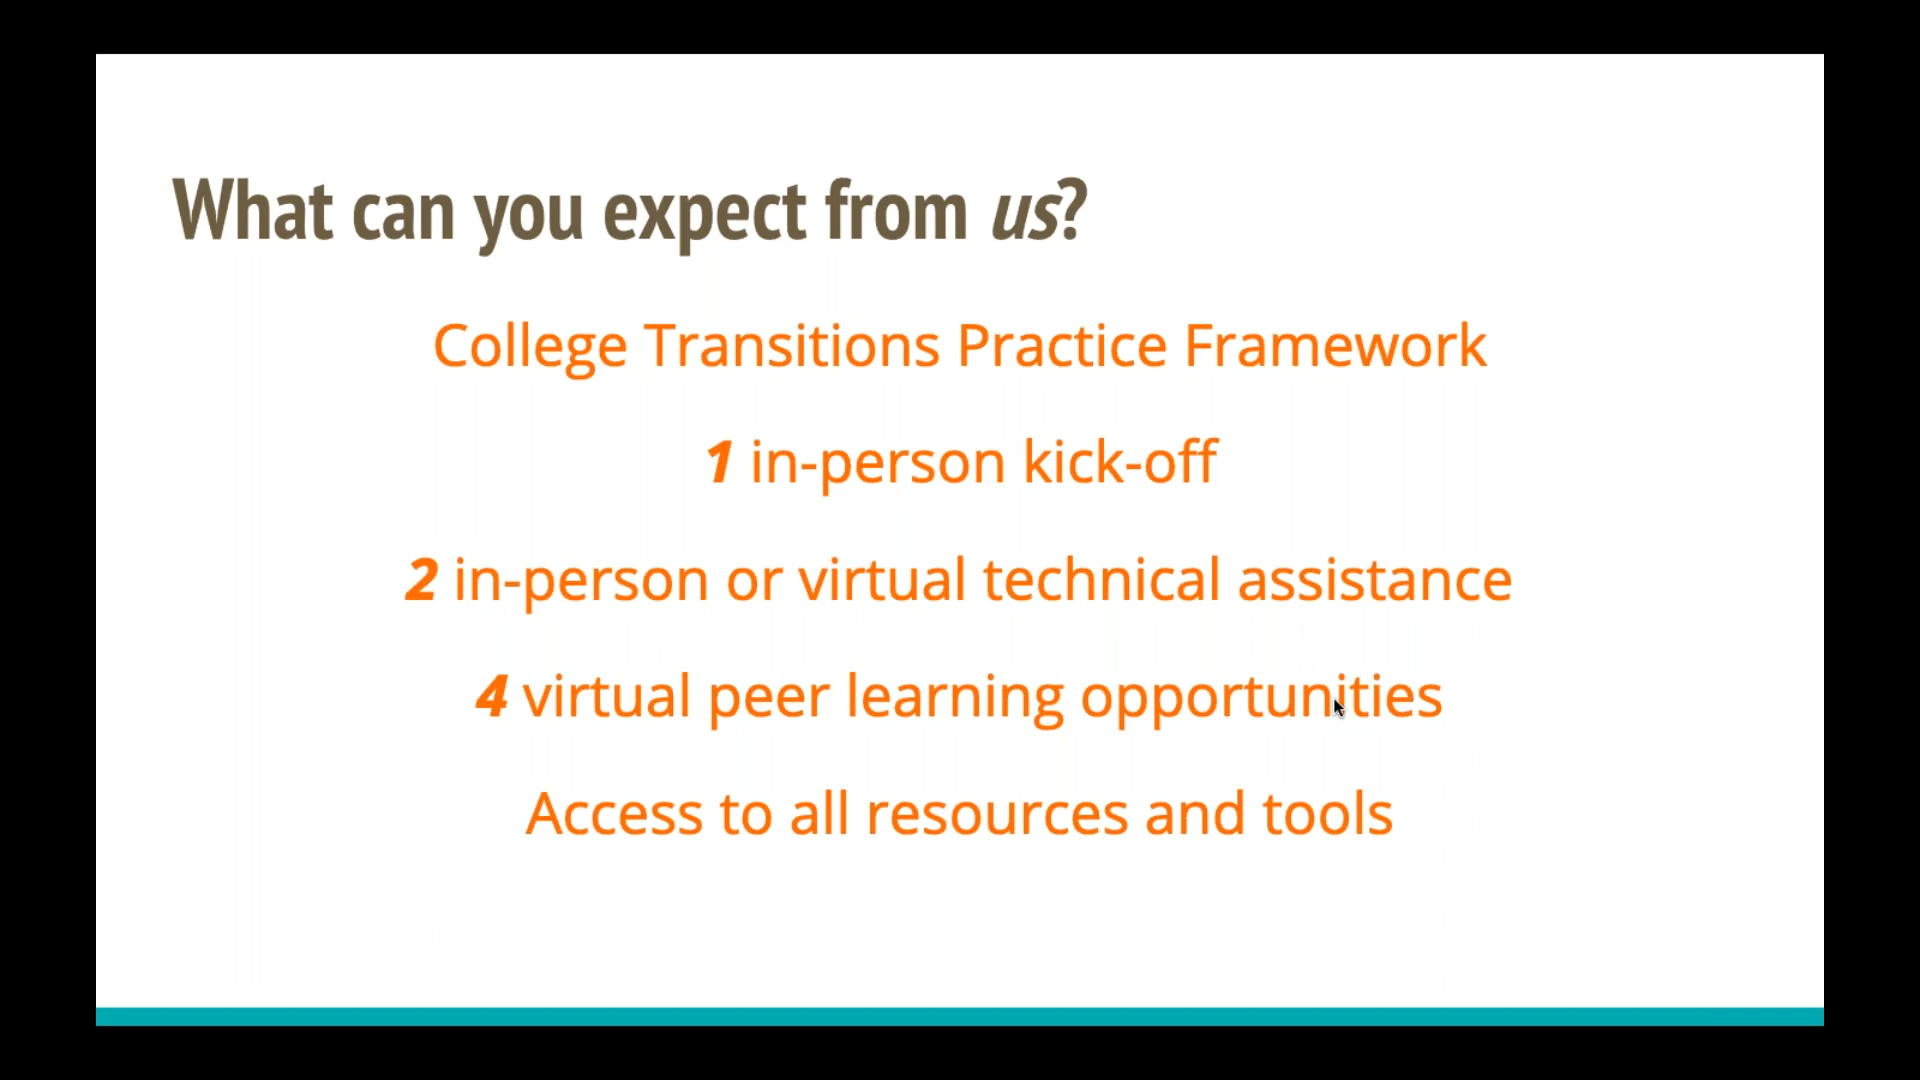 What can you expect from us?
College Transitions Practice Framework
1 in-person kick-off
2 in-person or virtual technical assistance
4 virtual peer learning opportunities
Access to all resources and tools